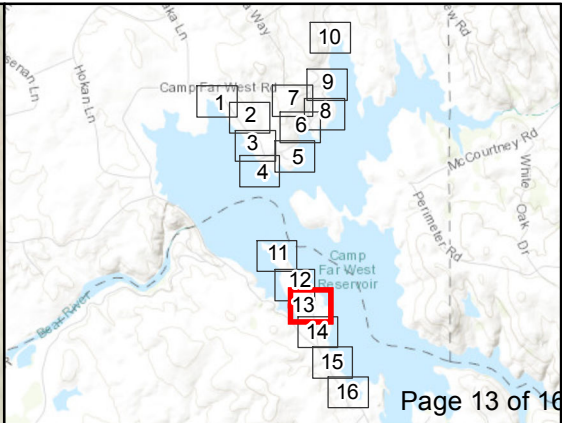 10
9
7
8
1
2
6
3
5
4
11
12
13
14
15
16
Camp Far West Rd
Hokan Ln
McCourtney Rd
Perimeter Rd
White Oak Dr
Camp
Far West
Reservoir
Bear River
Page 13 of 16